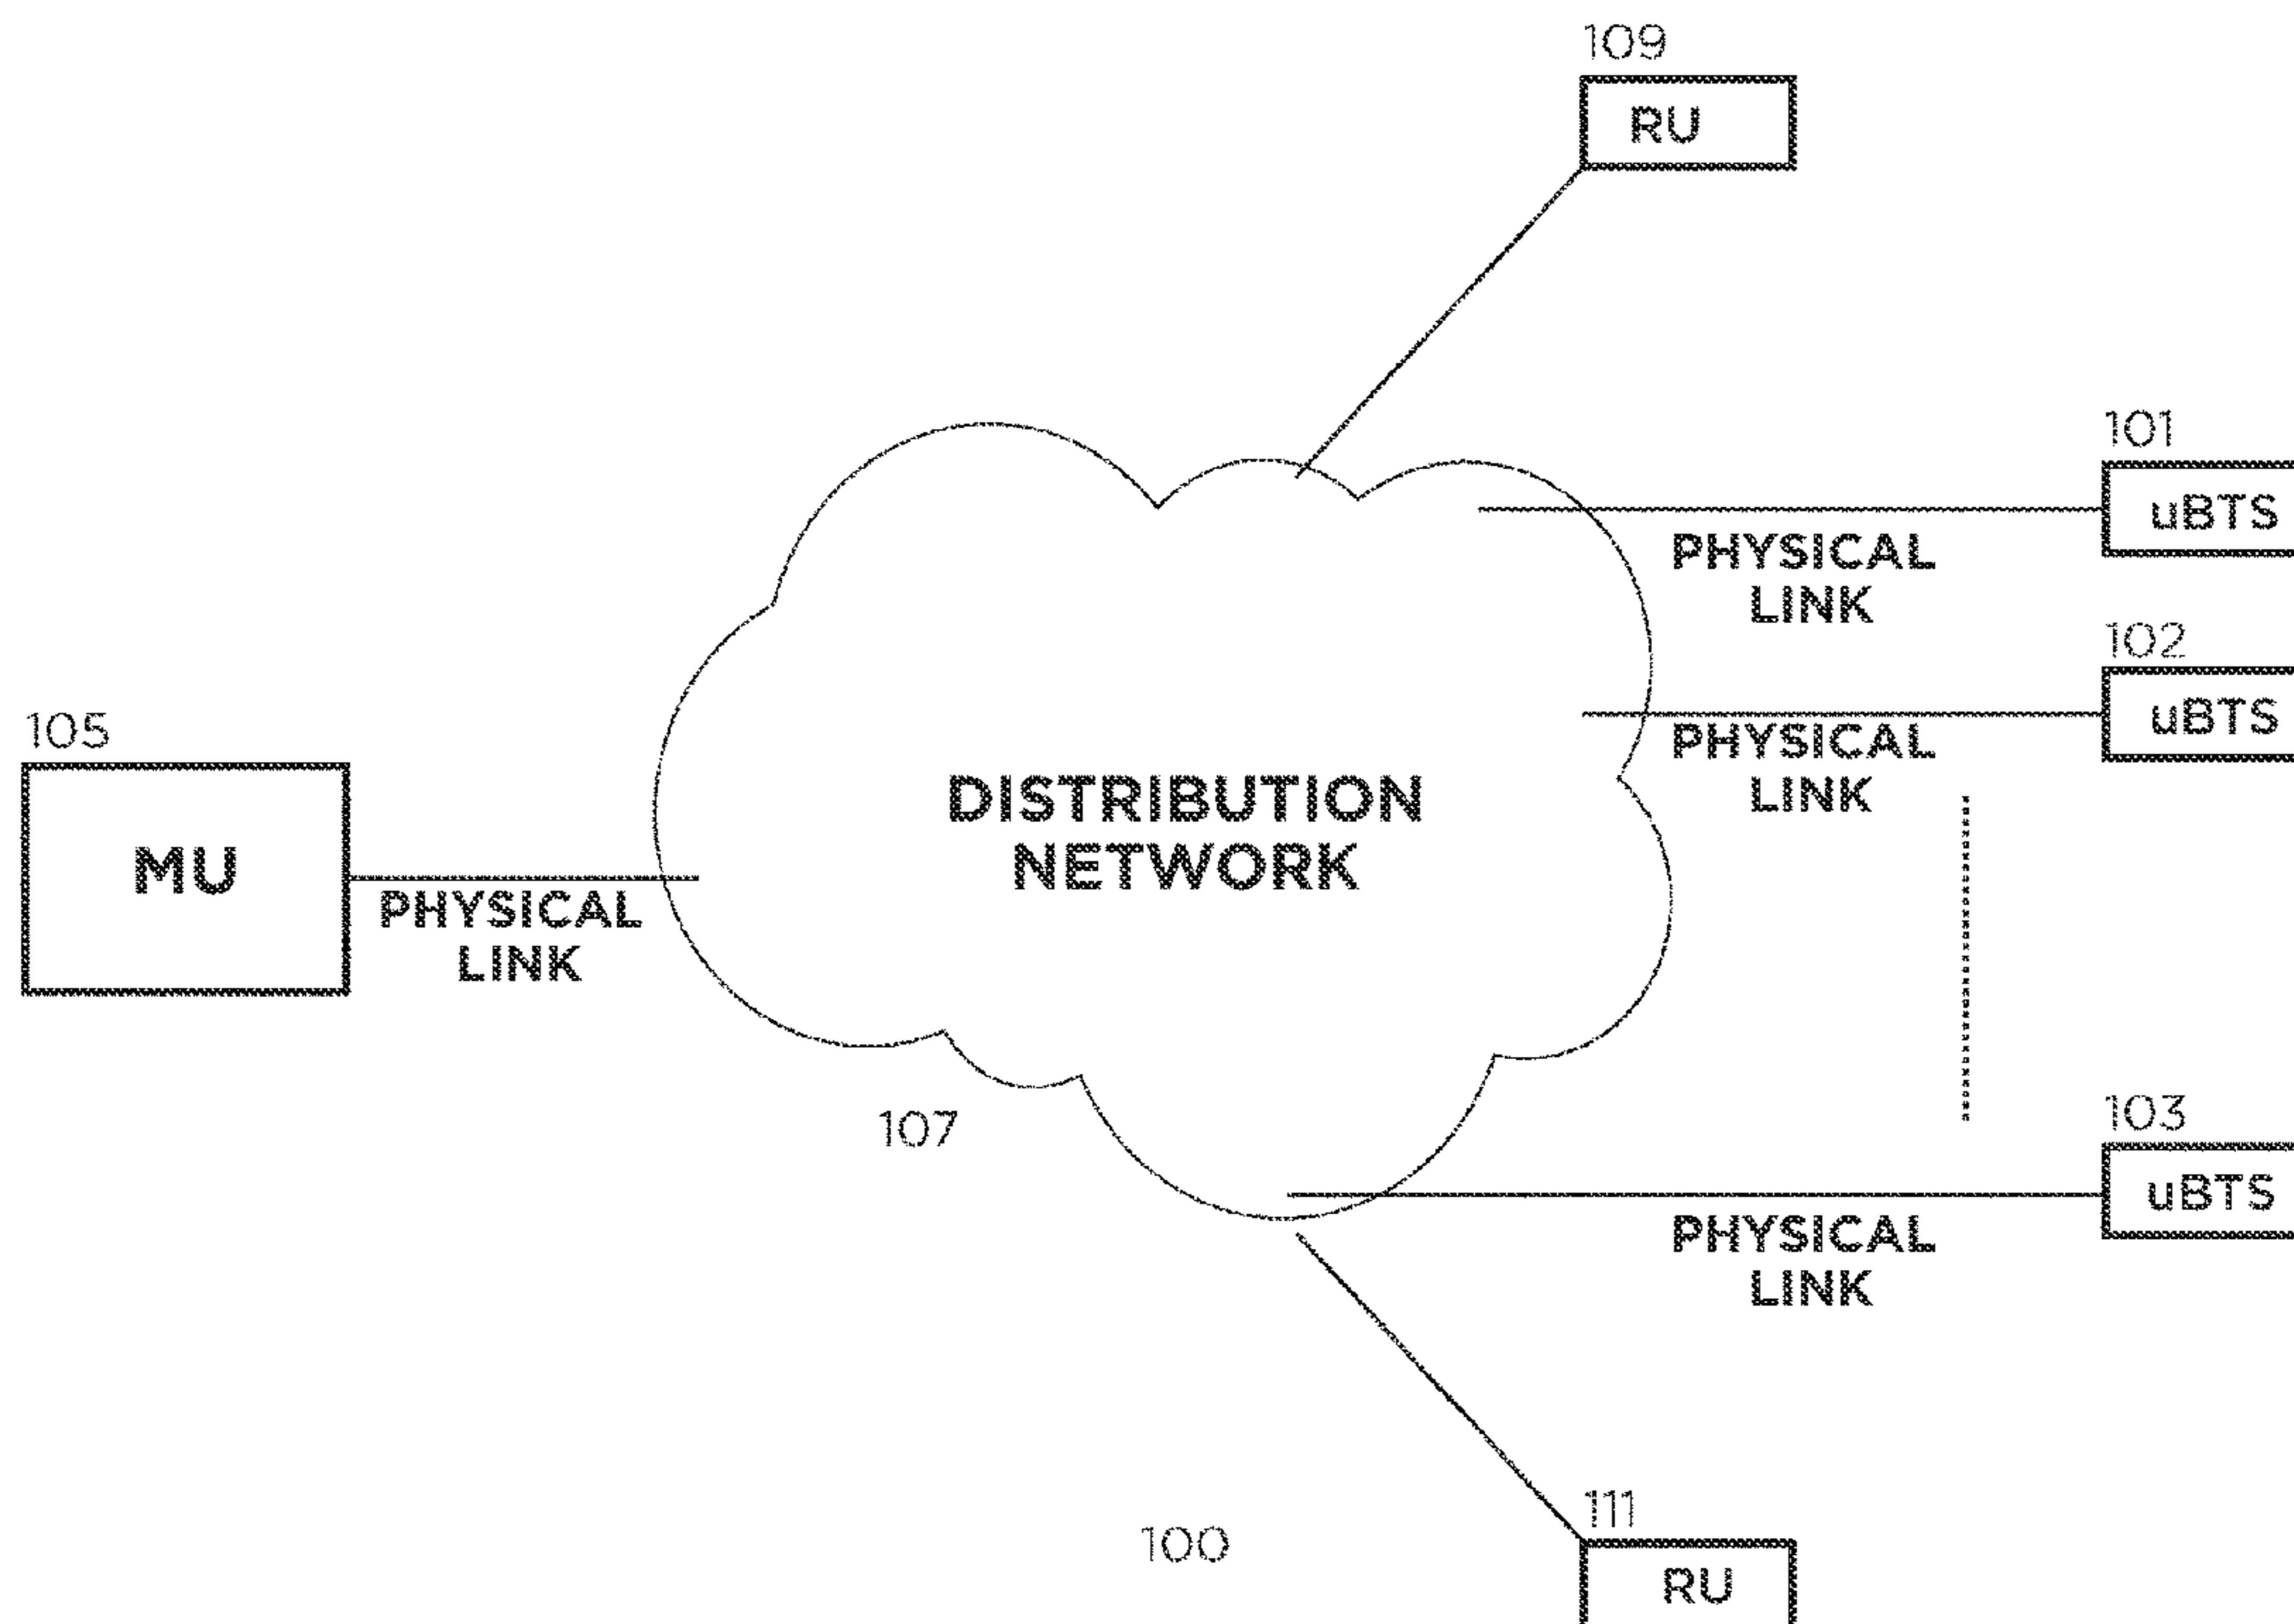 109
RU
101
uBTS
PHYSICAL
LINK
102
uBTS
PHYSICAL
LINK
105
MU
PHYSICAL
LINK
DISTRIBUTION
NETWORK
107
103
uBTS
PHYSICAL
LINK
100
111
RU